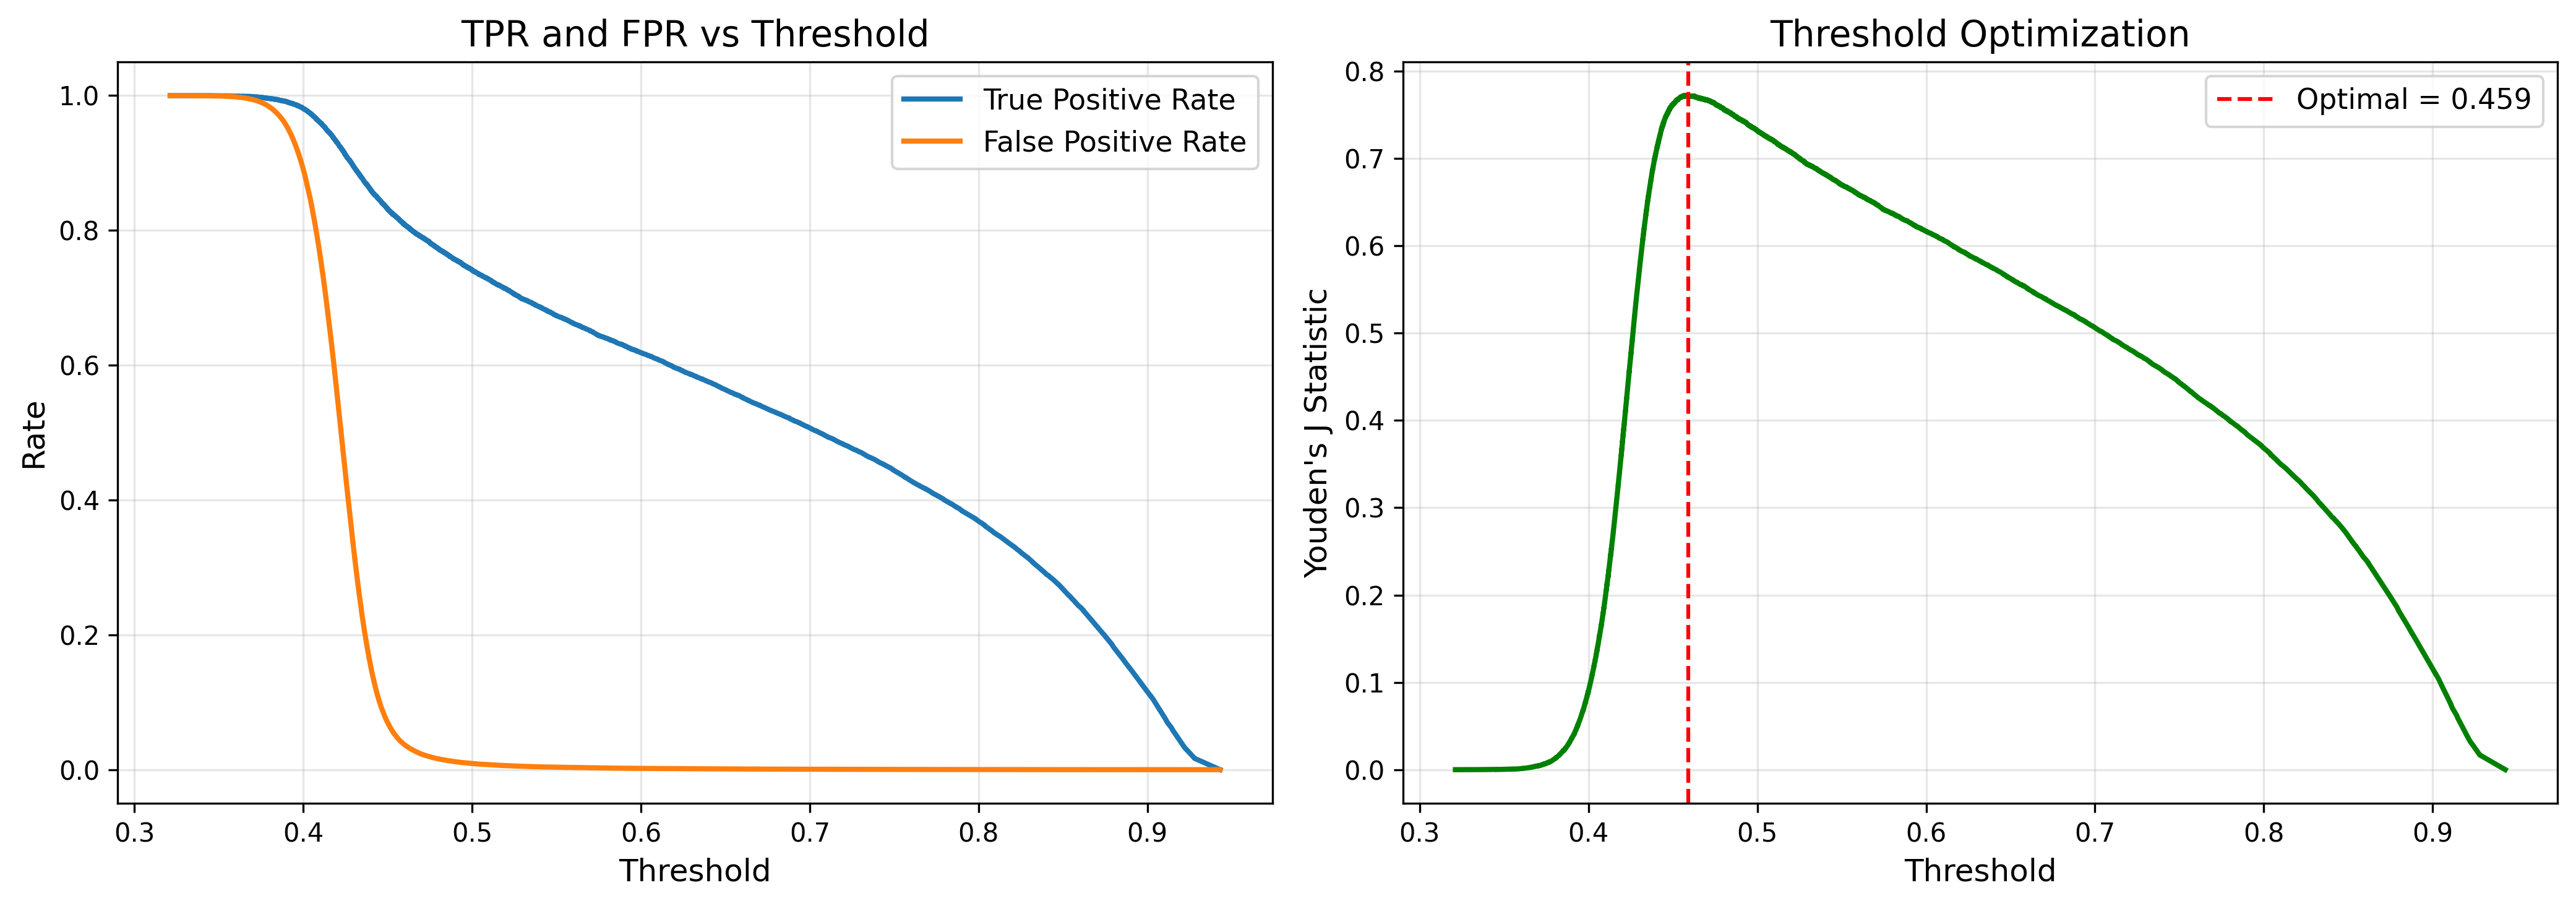 TPR and FPR vs Threshold
True Positive Rate
False Positive Rate
1.0
0.8
0.6
0.4
0.2
0.0
Rate
0.3 0.4 0.5 0.6 0.7 0.8 0.9
Threshold
Threshold Optimization
Optimal = 0.459
0.8
0.7
0.6
0.5
0.4
0.3
0.2
0.1
0.0
Youden's J Statistic
0.3 0.4 0.5 0.6 0.7 0.8 0.9
Threshold